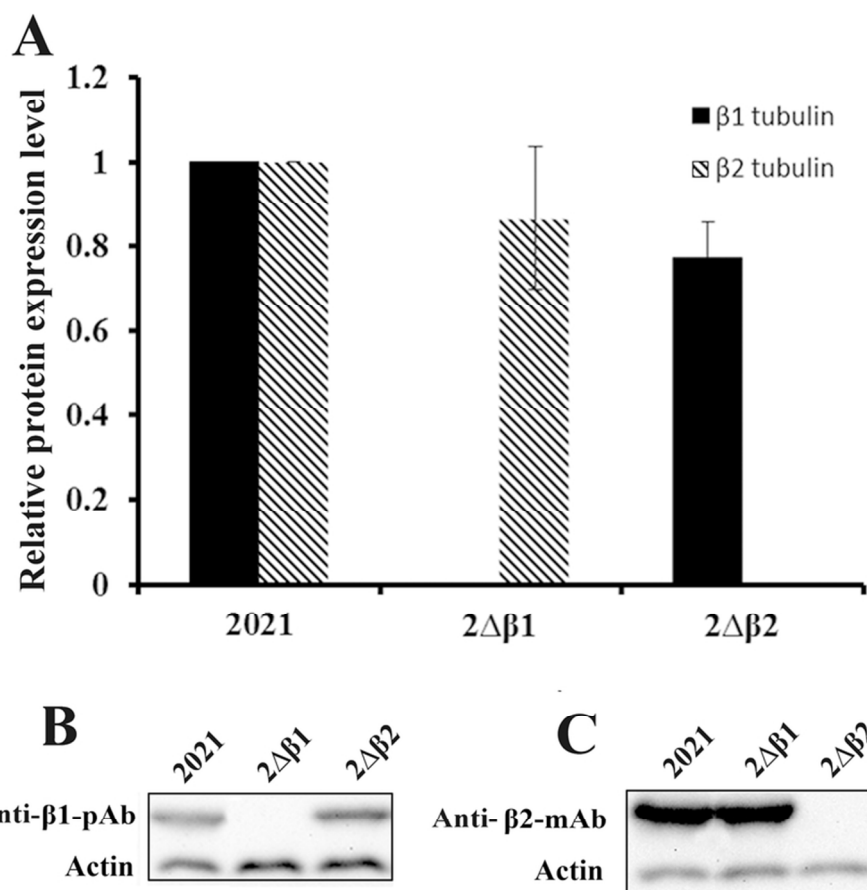 A
1.2
1
0.8
0.6
0.4
0.2
0
Relative protein expression level
β1 tubulin
β2 tubulin
2021 2Δβ1 2Δβ2
B
2021 2Δβ1 2Δβ2
nti-β1-pAb
Actin
C
2021 2Δβ1 2Δβ2
Anti- β2-mAb
Actin